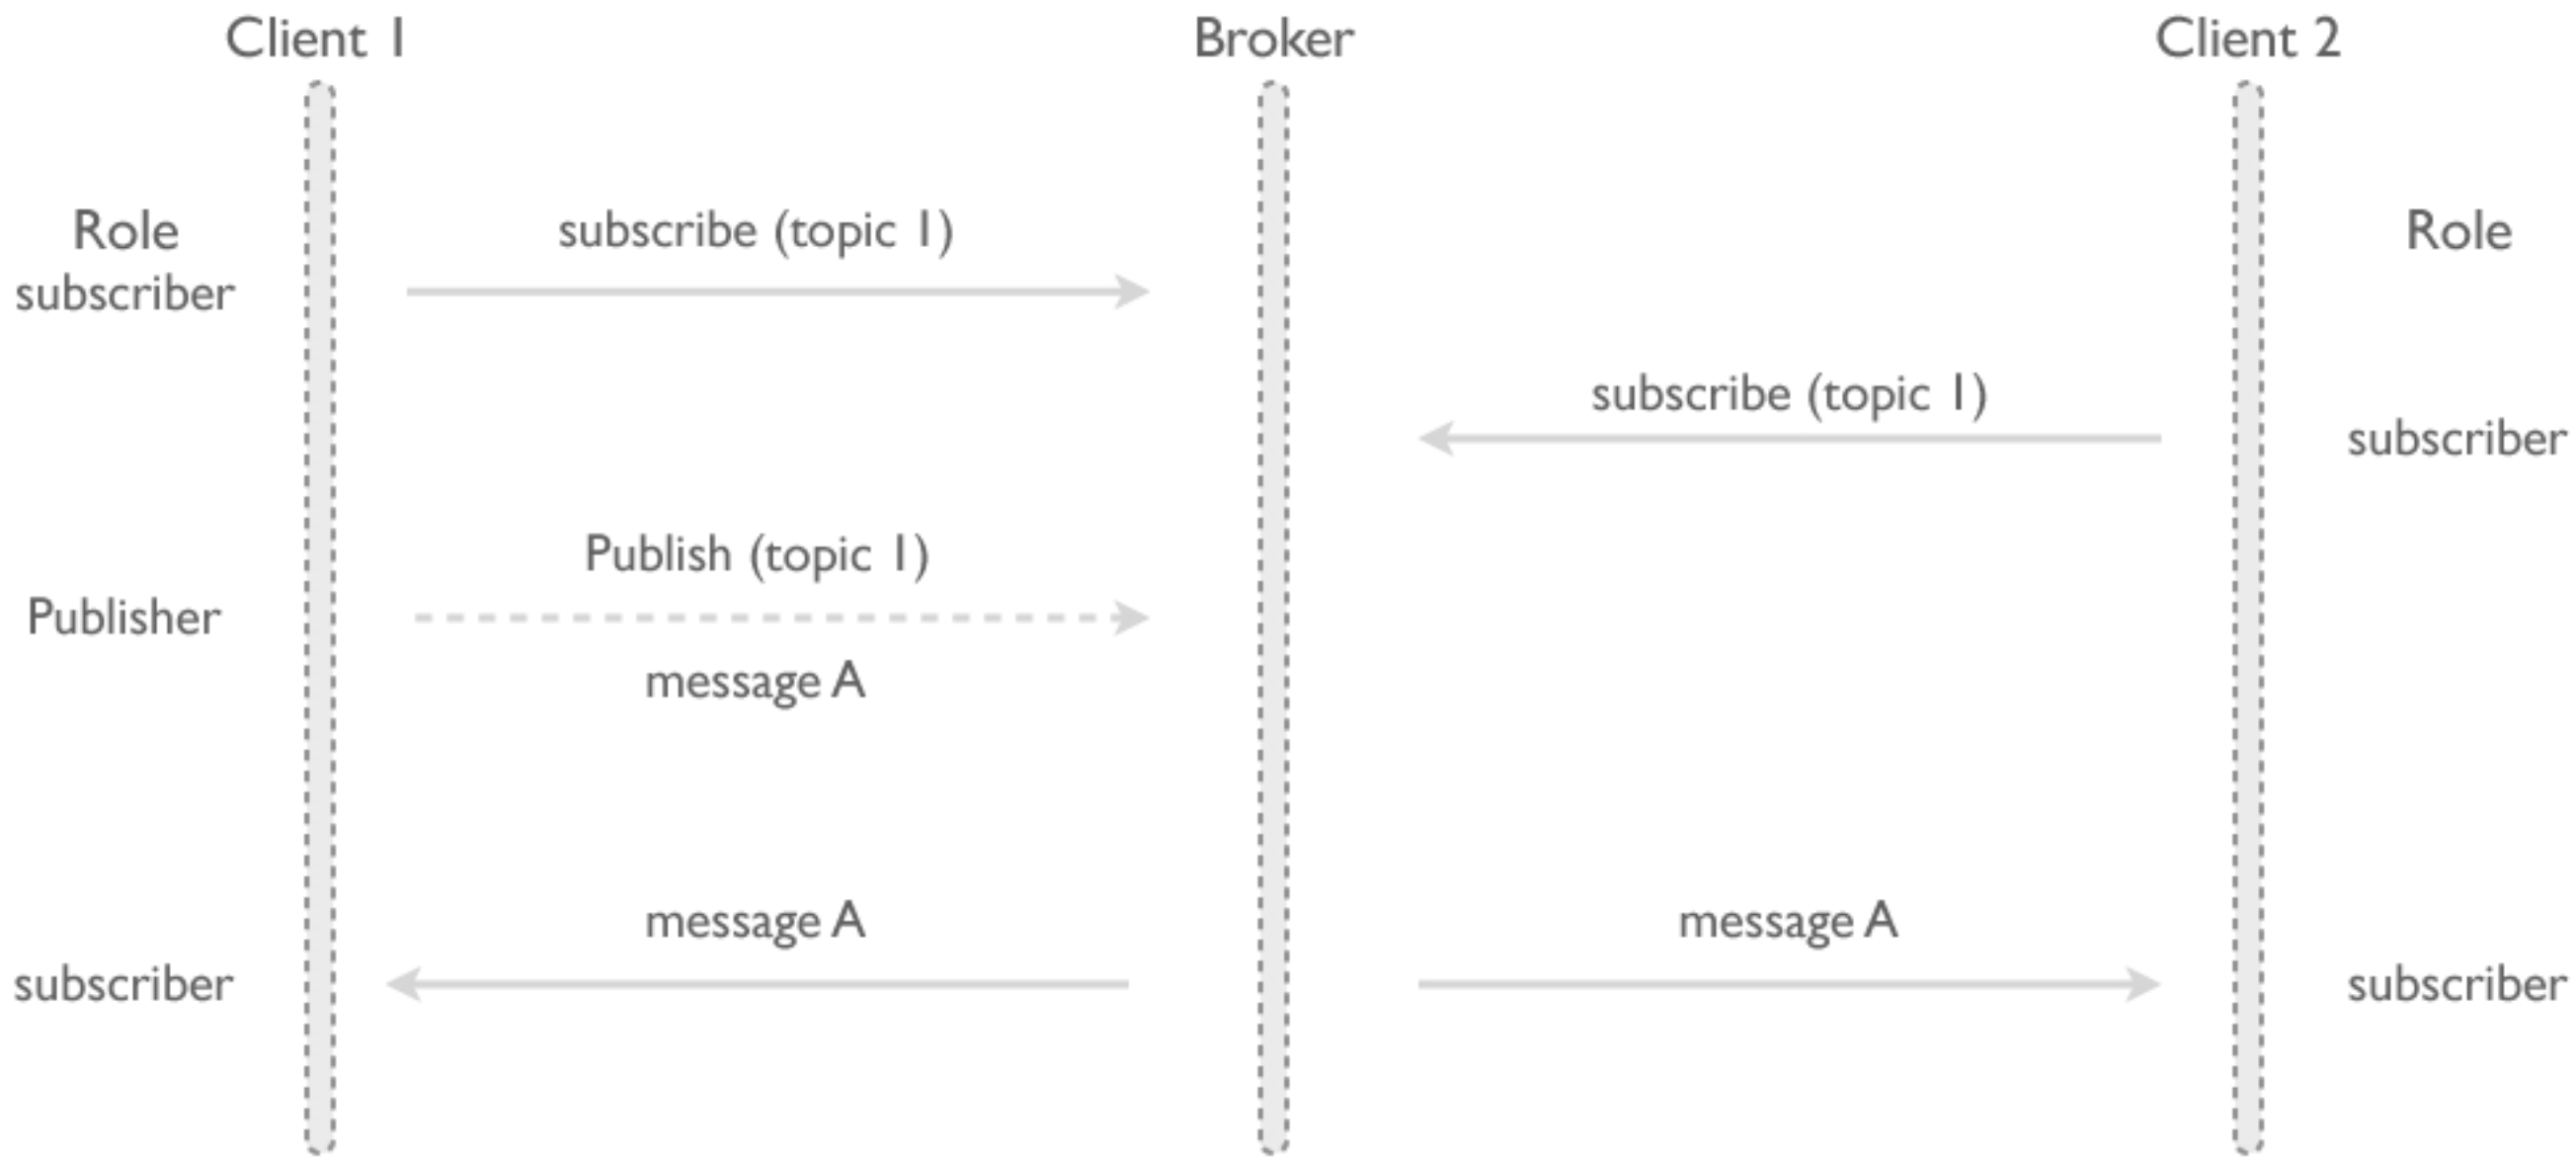 Client 1
Broker
Client 2
Role
subscribe (topic 1)
Role
subscriber
subscribe (topic 1)
subscriber
Publish (topic 1)
Publisher
message A
message A
message A
subscriber
subscriber